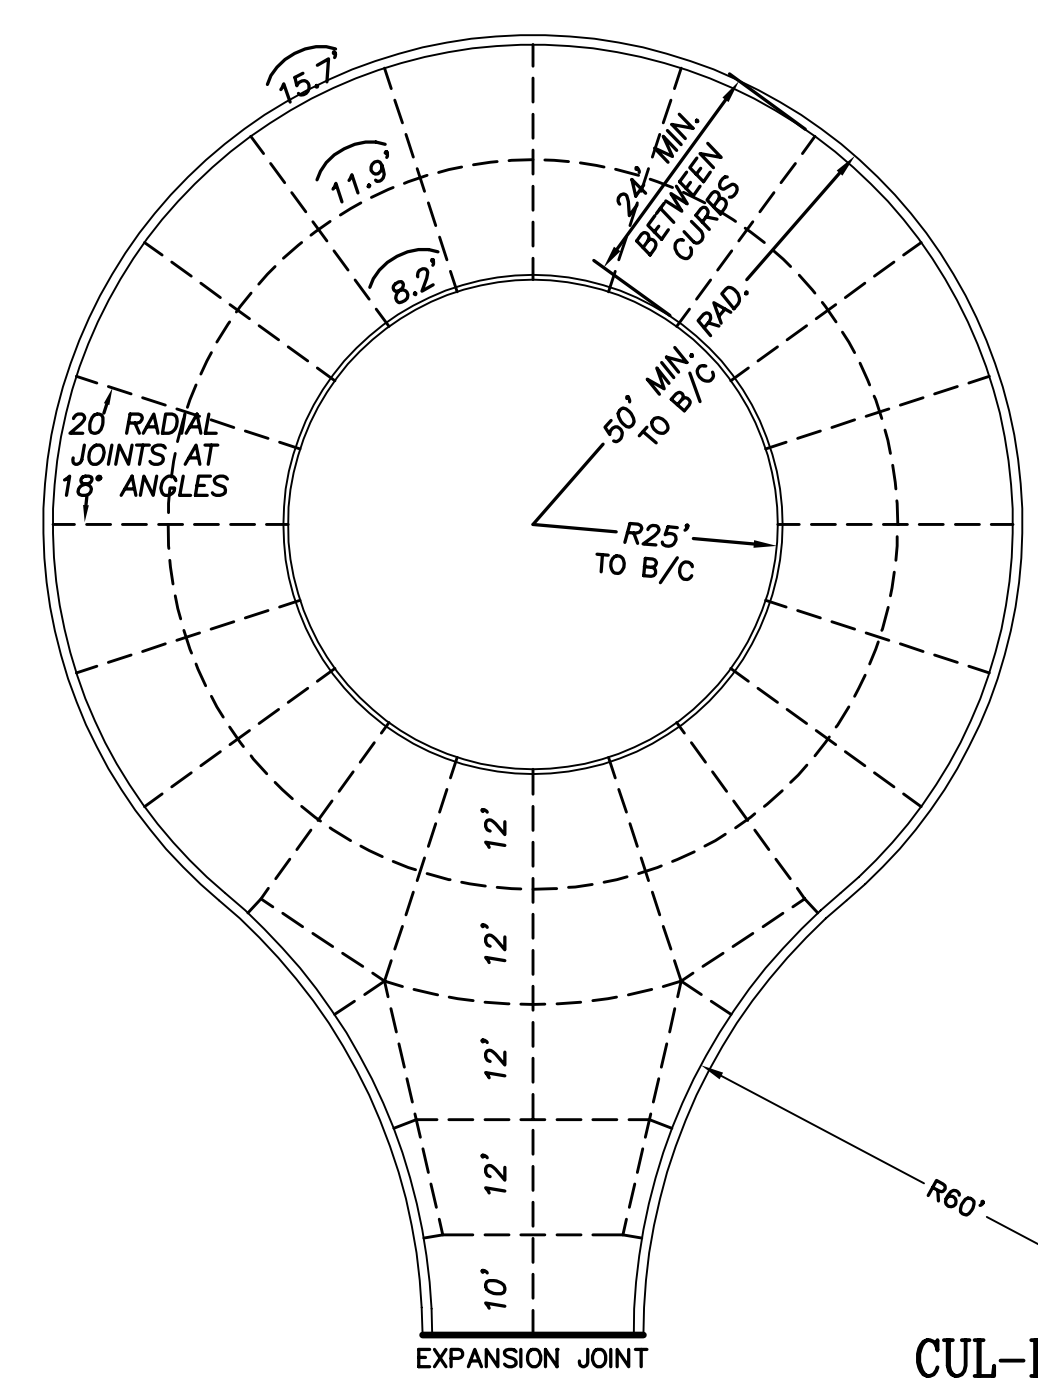 15.7'
11.9'
8.2'
24' MIN.
BETWEEN
CURBS
50' MIN. RAD.
TO B/C
R25'
TO B/C
20 RADIAL
JOINTS AT
18° ANGLES
12'
12'
12'
12'
10'
R60'
EXPANSION JOINT
CUL-